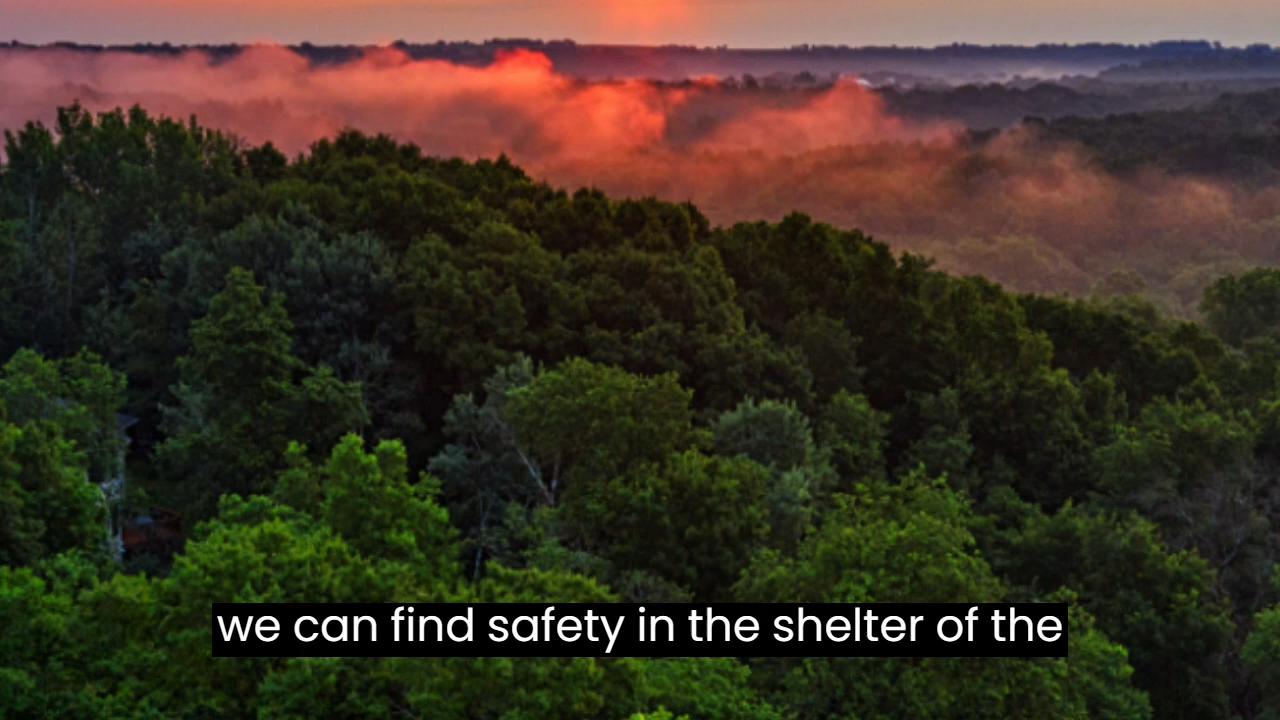 we can find safety in the shelter of the